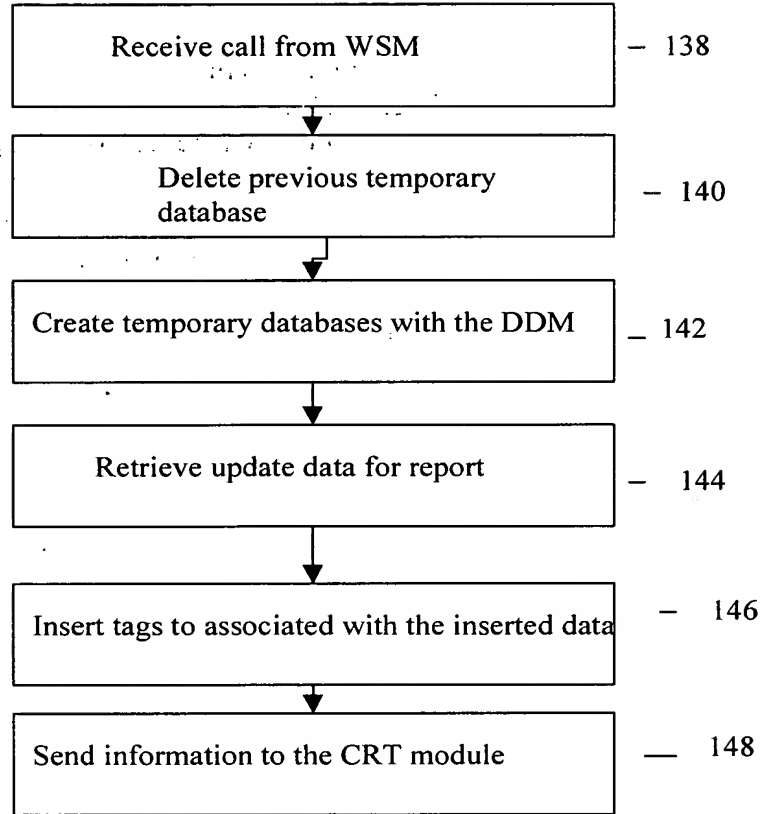 Receive call from WSM – 138
Delete previous temporary – 140
database
Create temporary databases with the DDM – 142
Retrieve update data for report – 144
Insert tags to associated with the inserted data – 146
Send information to the CRT module — 148